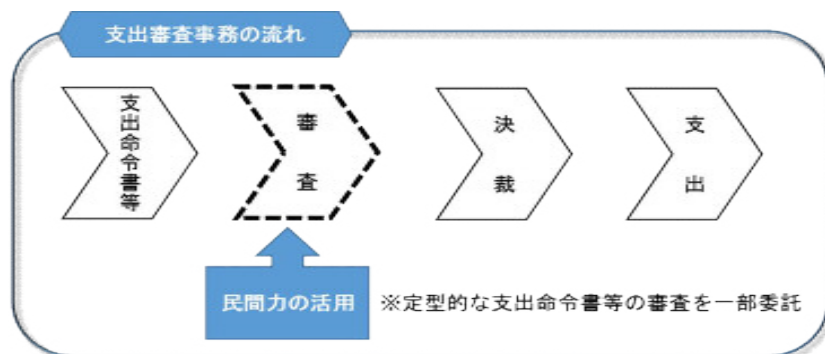 支出審査事務の流れ
支出命令書等
審査
決裁
支出
民間力の活用
※定型的な支出命令書等の審査を一部委託